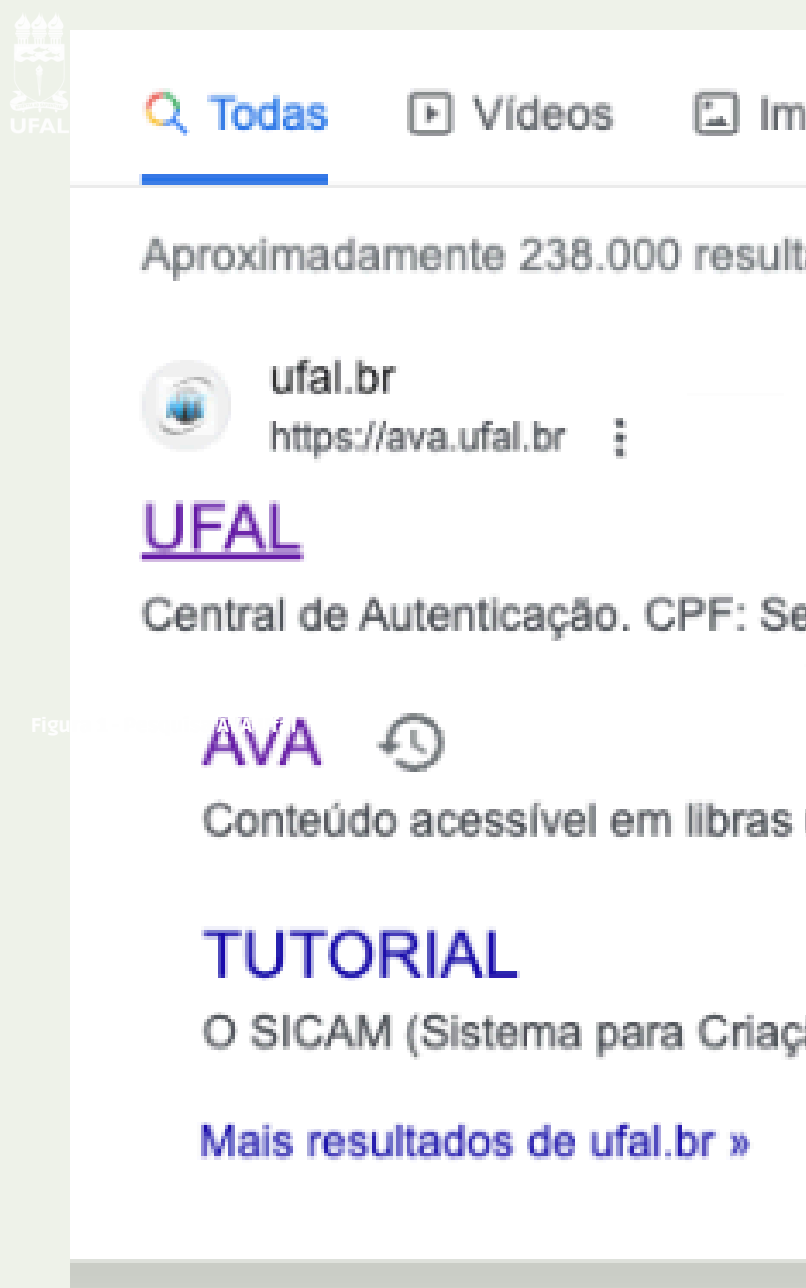 UFAL
Todas Vídeos Im
Aproximadamente 238.000 result
ufal.br
https://ava.ufal.br
UFAL
Central de Autenticação. CPF: Se
AVA
Conteúdo acessível em libras
TUTORIAL
O SICAM (Sistema para Criaçã
Mais resultados de ufal.br »